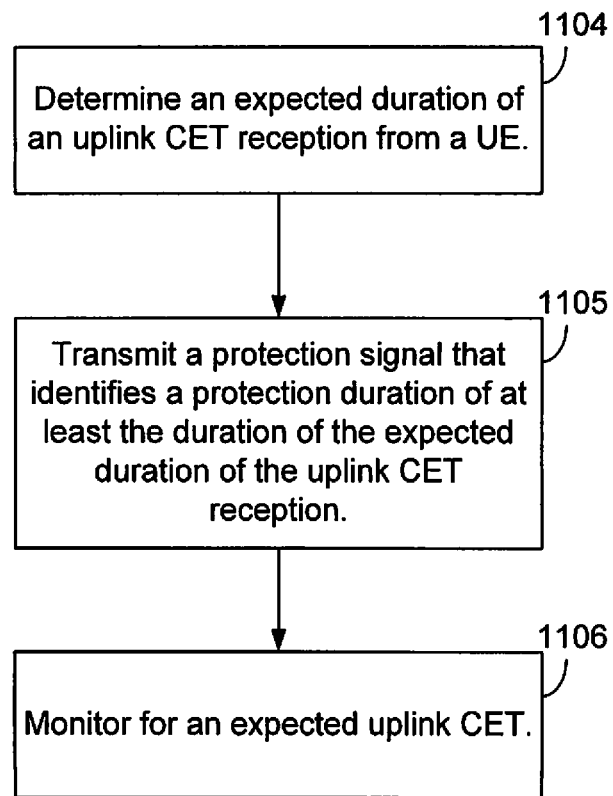 1104
Determine an expected duration of
an uplink CET reception from a UE.
1105
Transmit a protection signal that
identifies a protection duration of at
least the duration of the expected
duration of the uplink CET
reception.
1106
Monitor for an expected uplink CET.